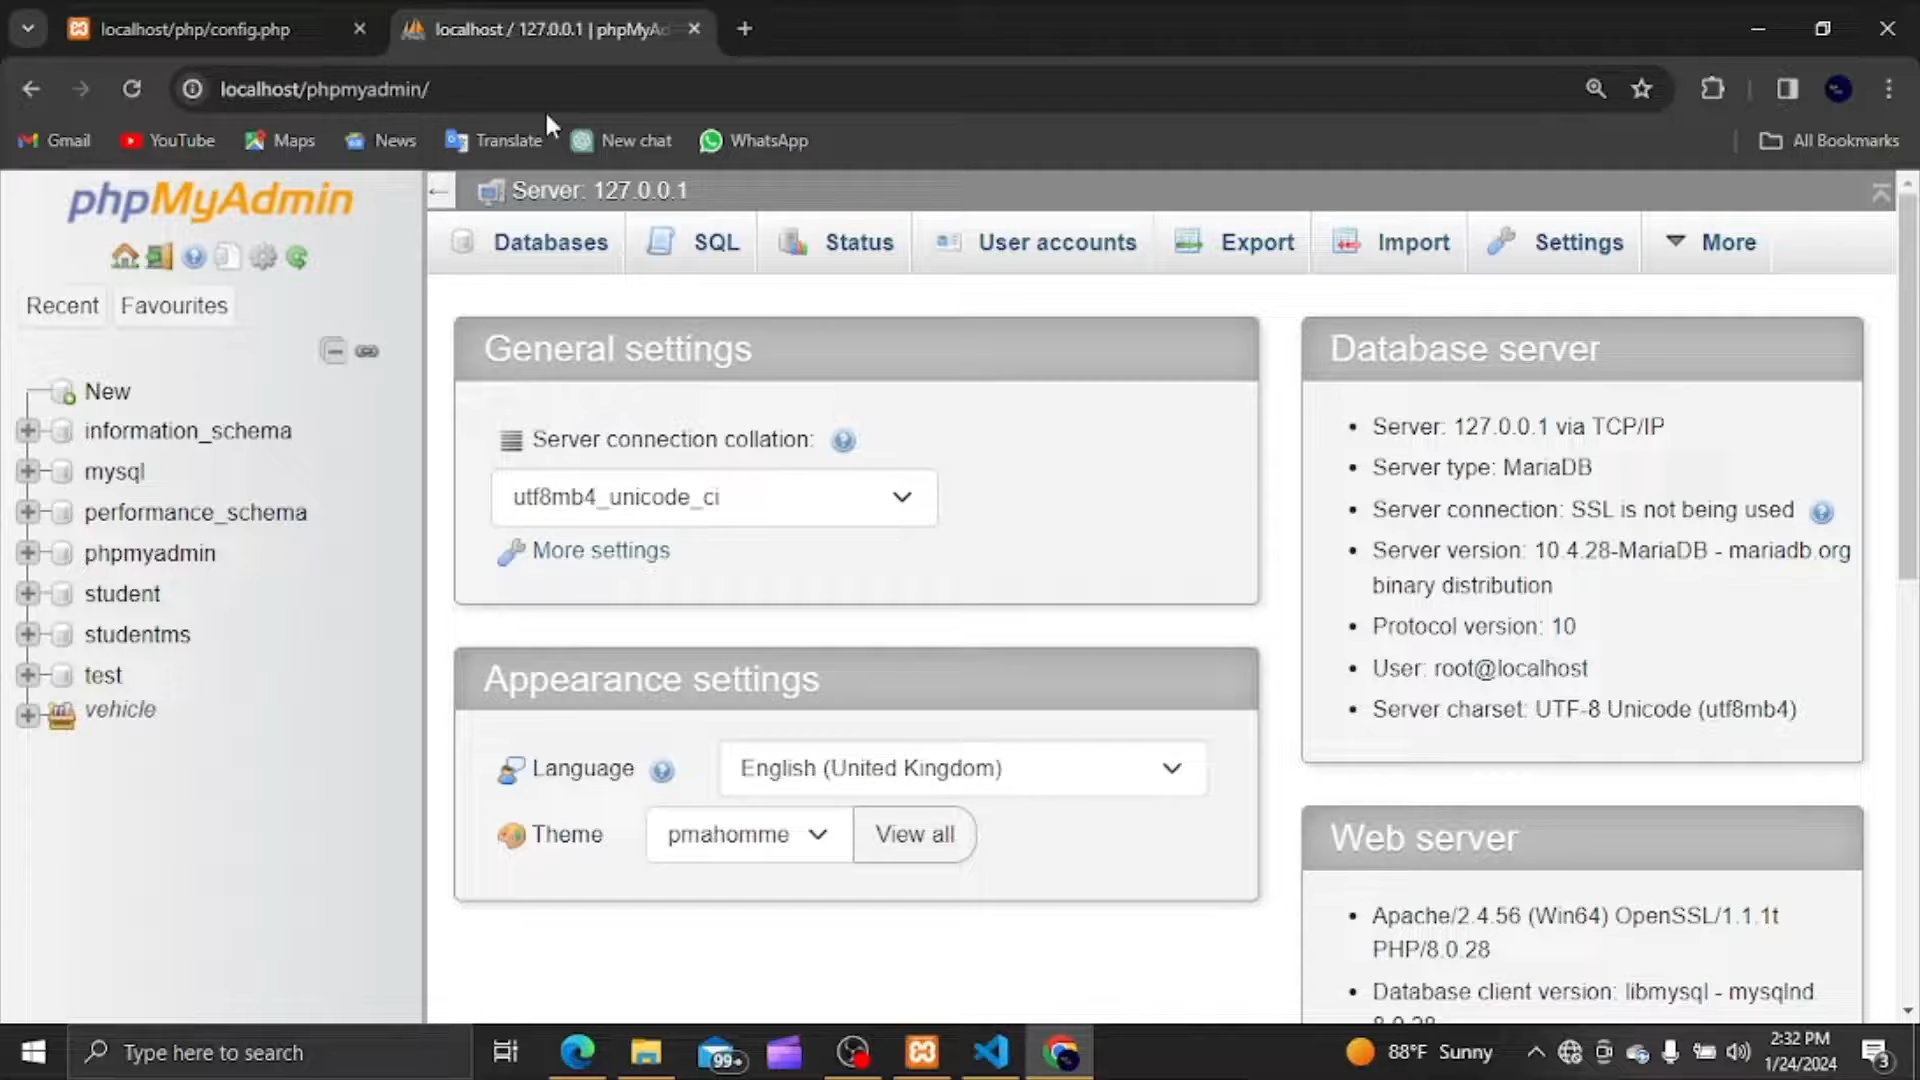 localhost/php/config.php
localhost / 127.0.0.1 | phpMyAd
localhost/phpmyadmin/
Gmail
YouTube
Maps
News
Translate
New chat
WhatsApp
All Bookmarks
phpMyAdmin
Recent
Favourites
New
information_schema
mysql
performance_schema
phpmyadmin
student
studentms
test
vehicle
Server: 127.0.0.1
Databases
SQL
Status
User accounts
Export
Import
Settings
More
General settings
Server connection collation:
utf8mb4_unicode_ci
More settings
Appearance settings
Language
English (United Kingdom)
Theme
pmahomme
View all
Database server
Server: 127.0.0.1 via TCP/IP
Server type: MariaDB
Server connection: SSL is not being used
Server version: 10.4.28-MariaDB - mariadb.org
binary distribution
Protocol version: 10
User: root@localhost
Server charset: UTF-8 Unicode (utf8mb4)
Web server
Apache/2.4.56 (Win64) OpenSSL/1.1.1t
PHP/8.0.28
Database client version: libmysql - mysqlnd
8.0.28
Type here to search
99+
88°F Sunny
2:32 PM
1/24/2024
3